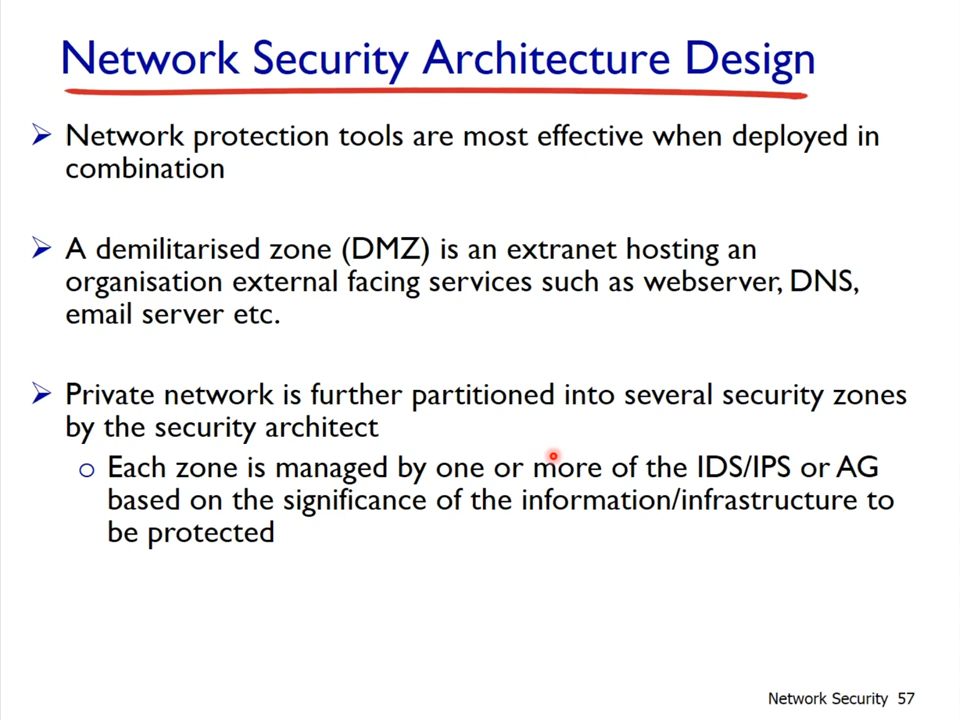 Network Security Architecture Design
Network protection tools are most effective when deployed in
combination
A demilitarised zone (DMZ) is an extranet hosting an
organisation external facing services such as webserver, DNS,
email server etc.
Private network is further partitioned into several security zones
by the security architect
Each zone is managed by one or more of the IDS/IPS or AG
based on the significance of the information/infrastructure to
be protected
Network Security 57